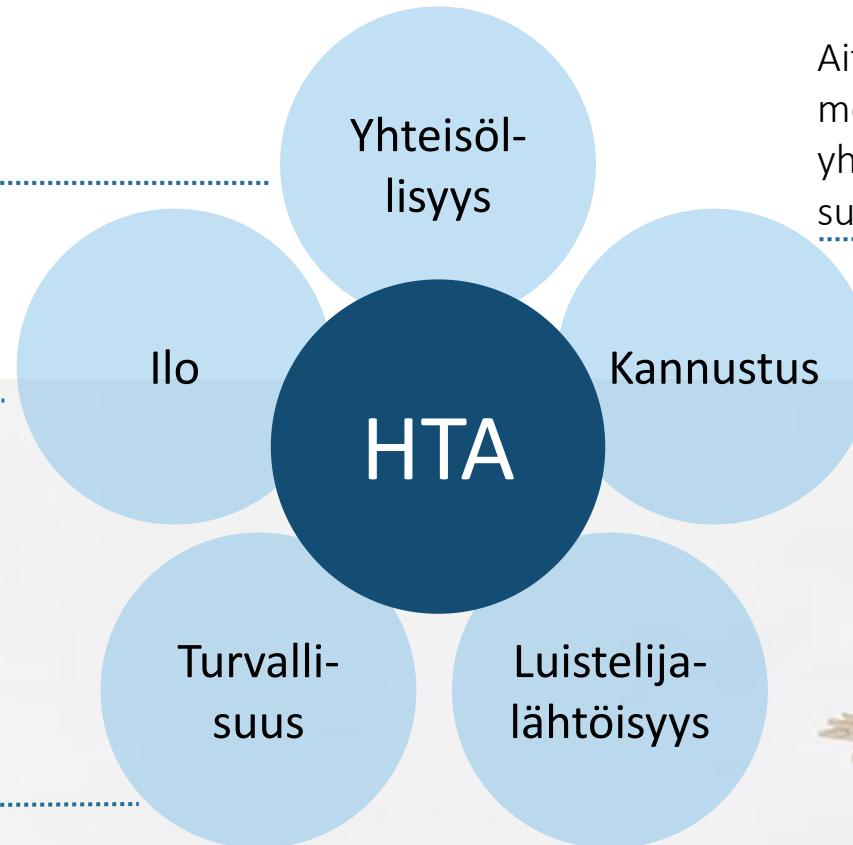 Yhteisöl-
lisyys
Ilo
HTA
Kannustus
Turvalli-
suus
Luistelija-
lähtöisyys